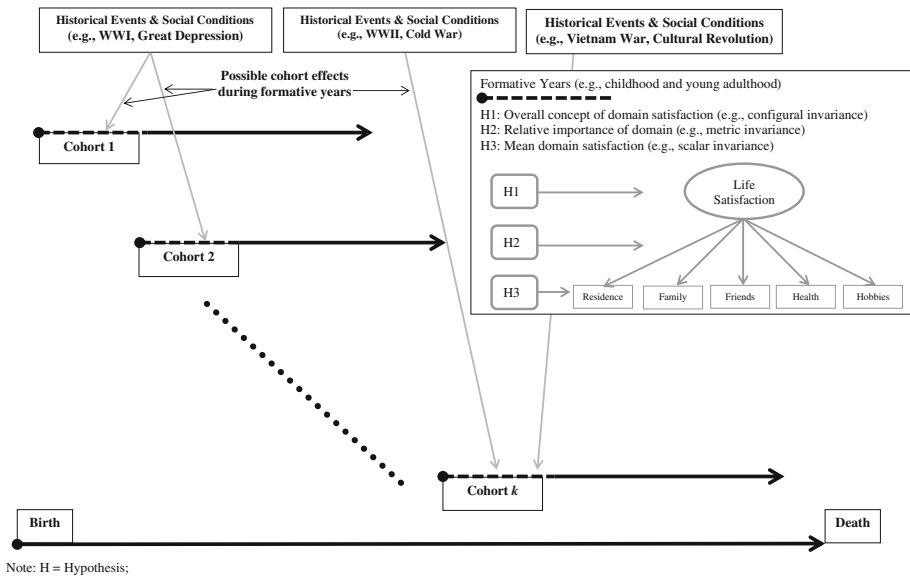 Historical Events & Social Conditions
(e.g., WWI, Great Depression)
Historical Events & Social Conditions
(e.g., WWII, Cold War)
Historical Events & Social Conditions
(e.g., Vietnam War, Cultural Revolution)
Possible cohort effects
during formative years
Formative Years (e.g., childhood and young adulthood)
H1: Overall concept of domain satisfaction (e.g., configural invariance)
H2: Relative importance of domain (e.g., metric invariance)
H3: Mean domain satisfaction (e.g., scalar invariance)
Cohort 1
H1
Life
Satisfaction
H2
Cohort 2
H3
Residence
Family
Friends
Health
Hobbies
Cohort k
Birth
Death
Note: H = Hypothesis;